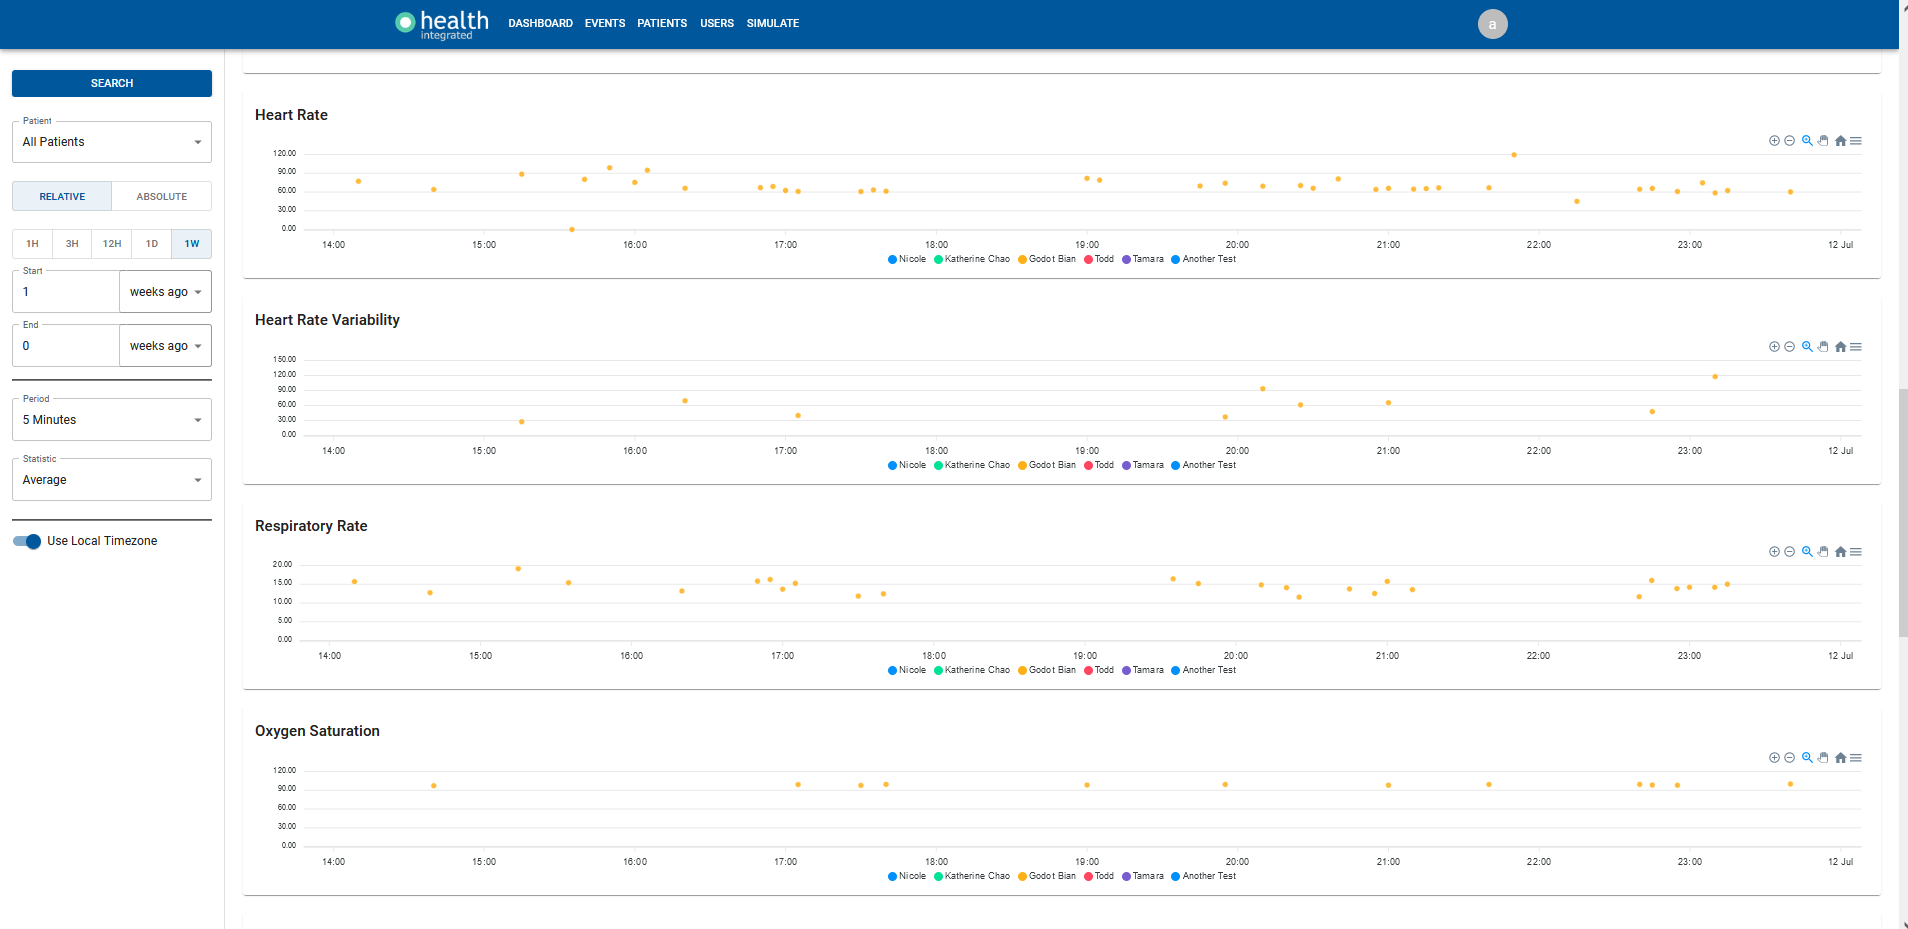 health
integrated
DASHBOARD EVENTS PATIENTS USERS SIMULATE
a
SEARCH
Patient
All Patients
RELATIVE ABSOLUTE
1H 3H 12H 1D 1W
Start
1 weeks ago
End
0 weeks ago
Period
5 Minutes
Statistic
Average
Use Local Timezone
Heart Rate
120.00
90.00
60.00
30.00
0.00
14:00 15:00 16:00 17:00 18:00 19:00 20:00 21:00 22:00 23:00 12 Jul
Nicole Katherine Chao Godot Bian Todd Tamara Another Test
Heart Rate Variability
150.00
120.00
90.00
60.00
30.00
0.00
14:00 15:00 16:00 17:00 18:00 19:00 20:00 21:00 22:00 23:00 12 Jul
Nicole Katherine Chao Godot Bian Todd Tamara Another Test
Respiratory Rate
20.00
15.00
10.00
5.00
0.00
14:00 15:00 16:00 17:00 18:00 19:00 20:00 21:00 22:00 23:00 12 Jul
Nicole Katherine Chao Godot Bian Todd Tamara Another Test
Oxygen Saturation
120.00
90.00
60.00
30.00
0.00
14:00 15:00 16:00 17:00 18:00 19:00 20:00 21:00 22:00 23:00 12 Jul
Nicole Katherine Chao Godot Bian Todd Tamara Another Test